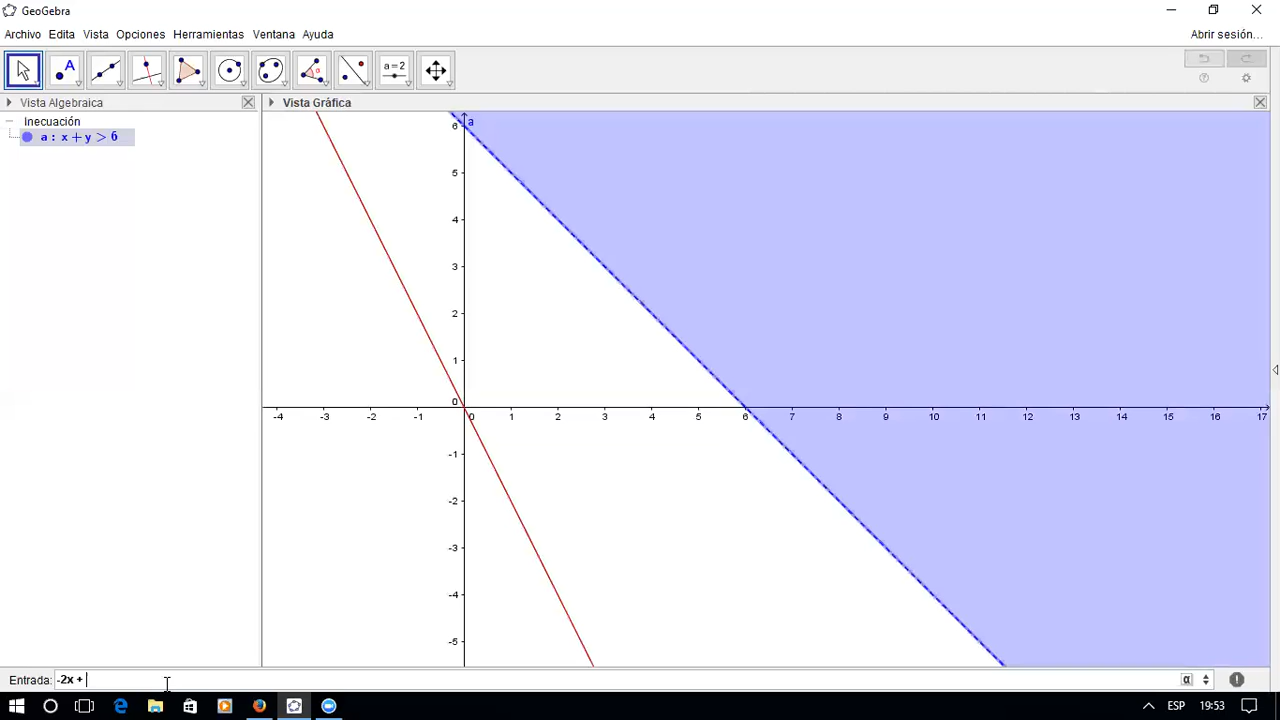 GeoGebra
Archivo Edita Vista Opciones Herramientas Ventana Ayuda
Abrir sesión...
A
α
a = 2
Vista Algebraica
Vista Gráfica
Inecuación
a : x + y > 6
a
6
5
4
3
2
1
0
-4 -3 -2 -1 0 1 2 3 4 5 6 7 8 9 10 11 12 13 14 15 16 17
-1
-2
-3
-4
-5
Entrada: -2x +
α
ESP 19:53